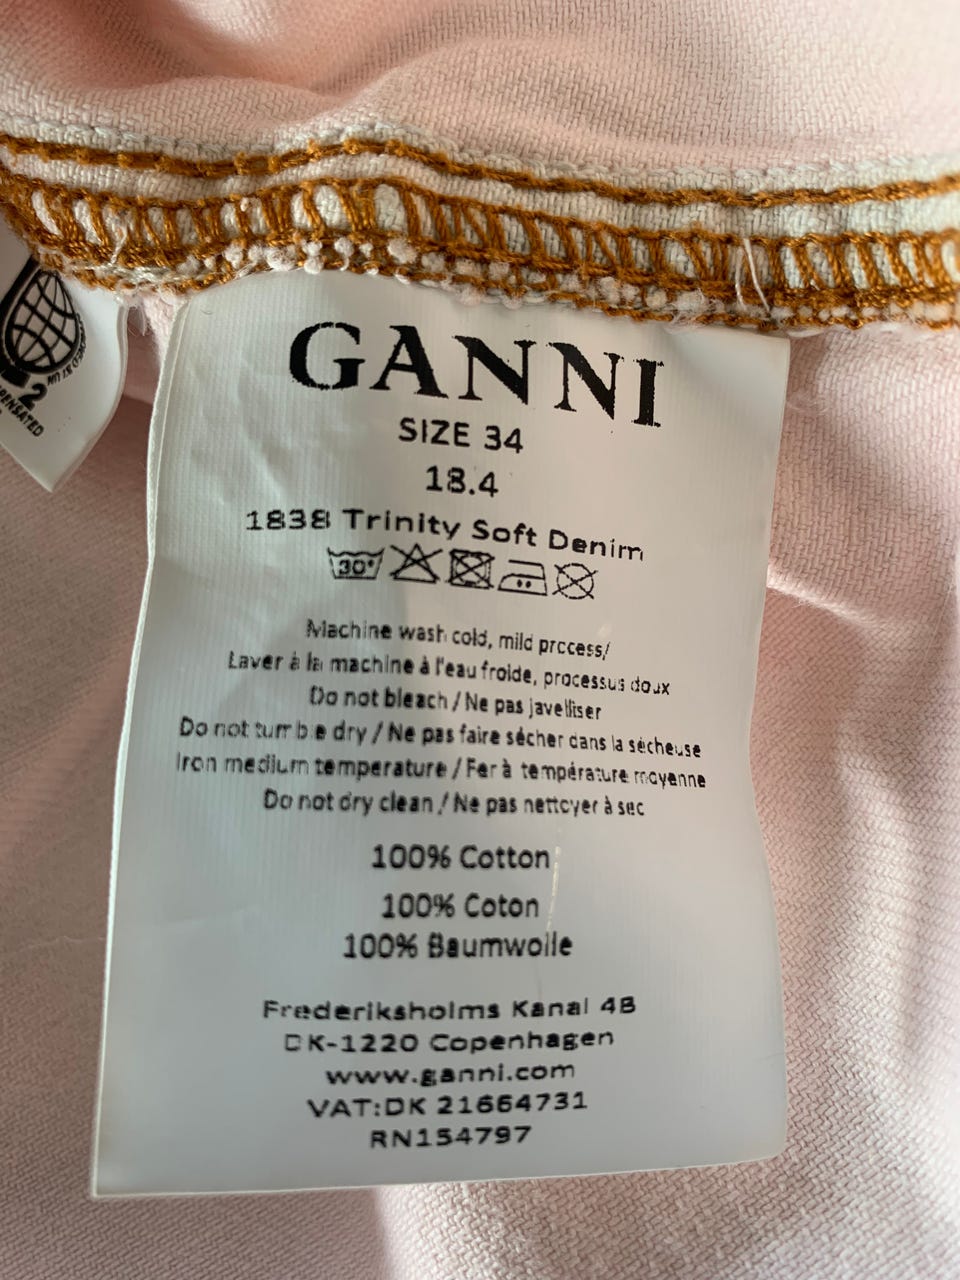 GANNI
SIZE 34
18.4
1838 Trinity Soft Denim
30°
Machine wash cold, mild process/
Laver à la machine à l'eau froide, processus doux
Do not bleach / Ne pas javelliser
Do not tumble dry / Ne pas faire sécher dans la sécheuse
Iron medium temperature / Fer à température moyenne
Do not dry clean / Ne pas nettoyer à sec
100% Cotton
100% Coton
100% Baumwolle
Frederiksholms Kanal 4B
DK-1220 Copenhagen
www.ganni.com
VAT:DK 21664731
RN154797
2